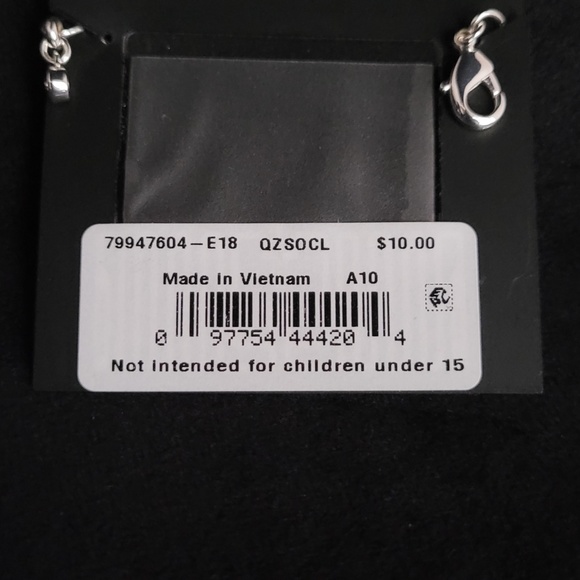 79947604-E18 QZSOCL $10.00
Made in Vietnam A10
0 97754 44420 4
Not intended for children under 15